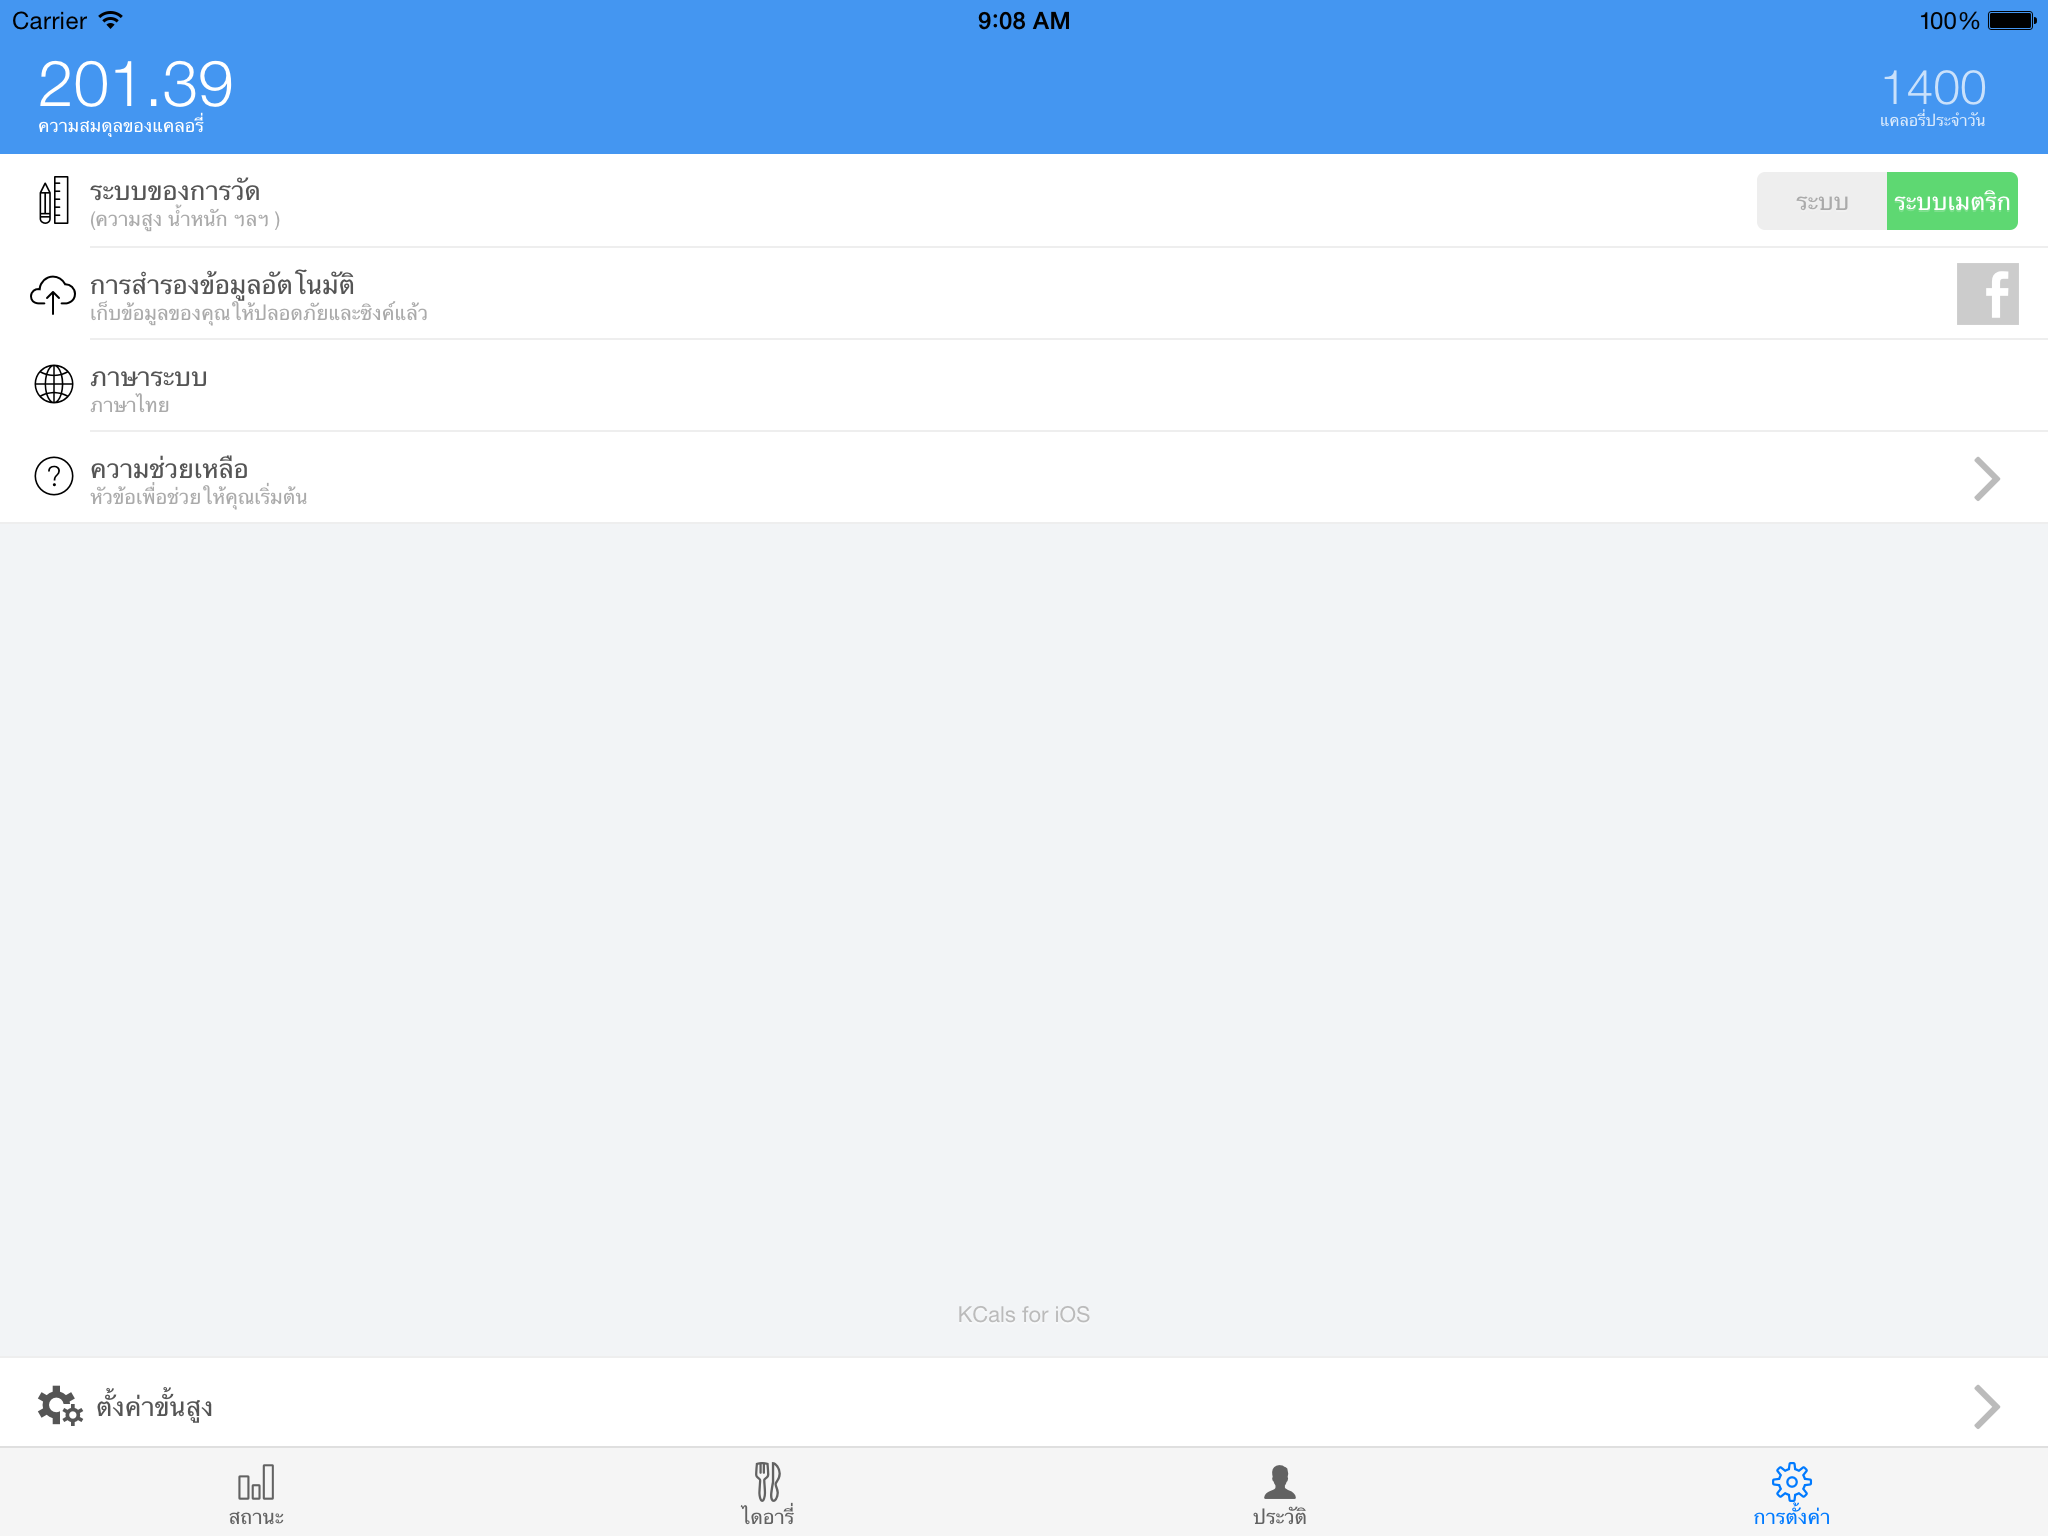 Carrier
9:08 AM
100%
201.39
ความสมดุลของแคลอรี่
1400
แคลอรี่ประจำวัน
ระบบของการวัด
(ความสูง น้ำหนัก ฯลฯ )
ระบบ
ระบบเมตริก
การสำรองข้อมูลอัตโนมัติ
เก็บข้อมูลของคุณให้ปลอดภัยและซิงค์แล้ว
ภาษาระบบ
ภาษาไทย
ความช่วยเหลือ
หัวข้อเพื่อช่วยให้คุณเริ่มต้น
KCals for iOS
ตั้งค่าขั้นสูง
สถานะ
ไดอารี่
ประวัติ
การตั้งค่า